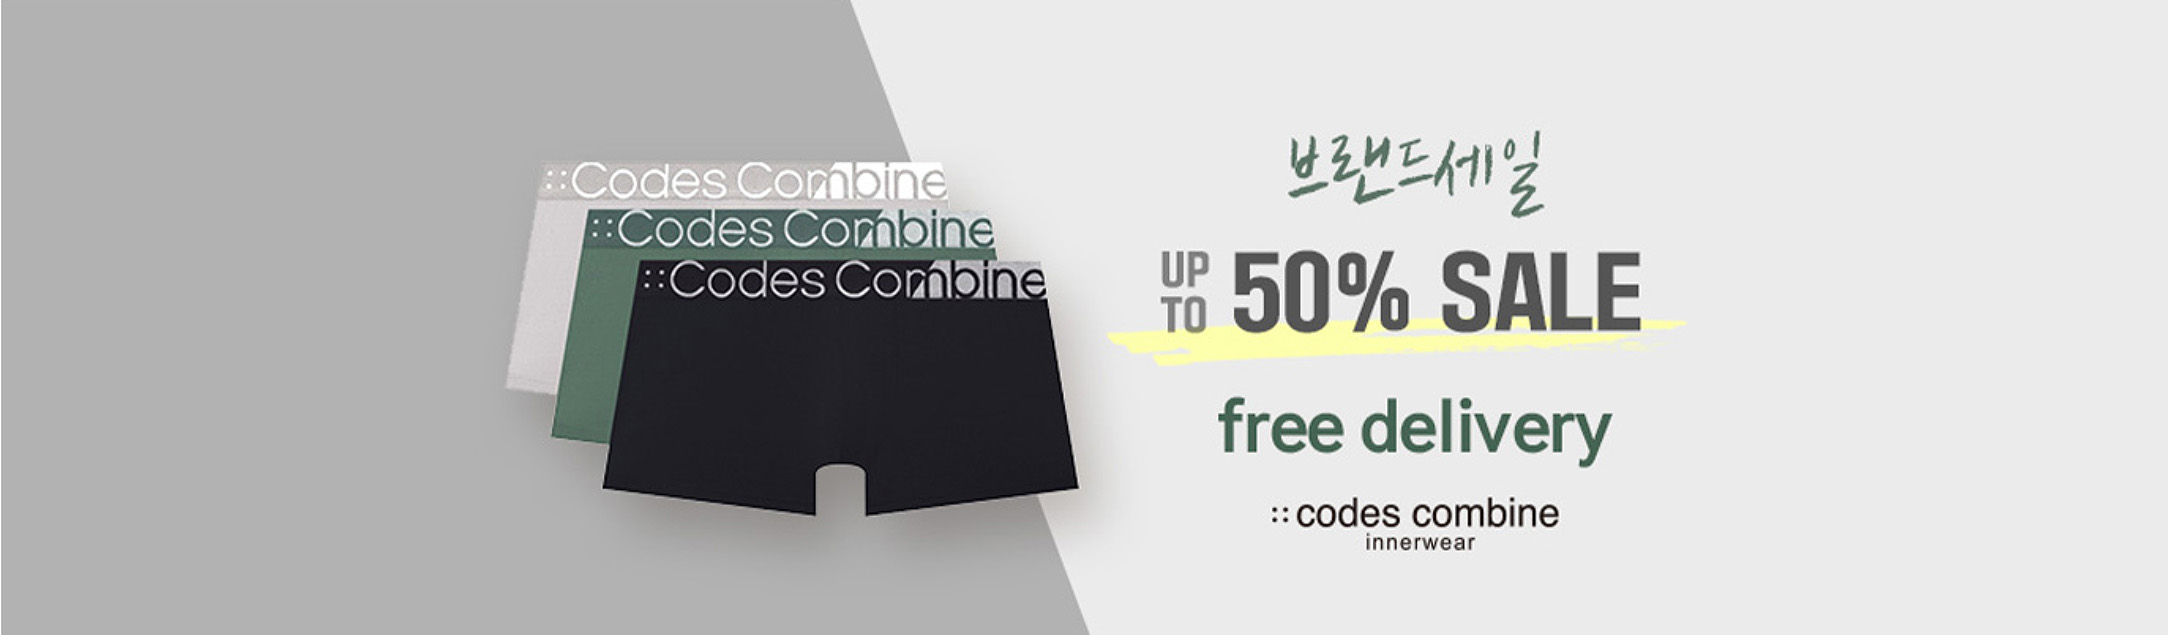 ::Codes Combine
::Codes Combine
::Codes Combine
브랜드세일
UP TO 50% SALE
free delivery
::codes combine
innerwear